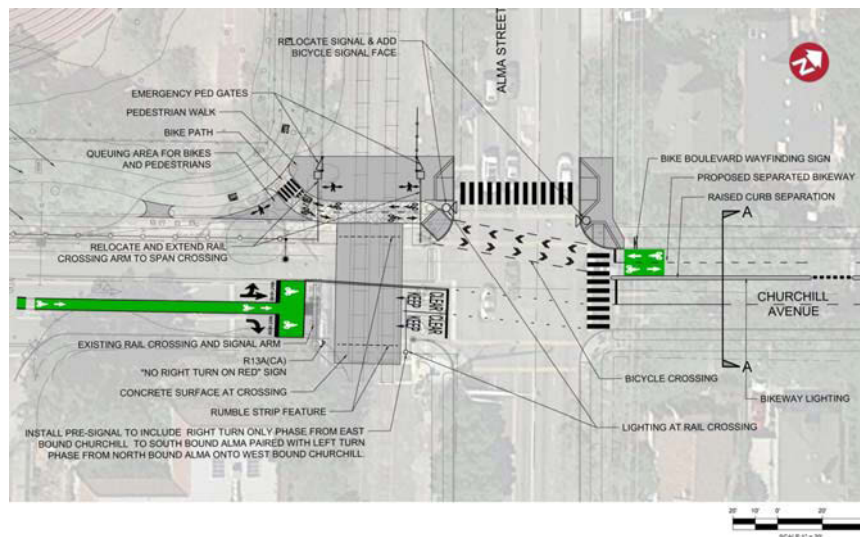 RELOCATE SIGNAL & ADD
BICYCLE SIGNAL FACE
ALMA STREET
N
EMERGENCY PED GATES
PEDESTRIAN WALK
BIKE PATH
QUEUING AREA FOR BIKES
AND PEDESTRIANS
BIKE BOULEVARD WAYFINDING SIGN
PROPOSED SEPARATED BIKEWAY
RAISED CURB SEPARATION
A
RELOCATE AND EXTEND RAIL
CROSSING ARM TO SPAN CROSSING
KEEP CLEAR
KEEP CLEAR
CHURCHILL
AVENUE
EXISTING RAIL CROSSING AND SIGNAL ARM
R13A(CA)
"NO RIGHT TURN ON RED" SIGN
CONCRETE SURFACE AT CROSSING
RUMBLE STRIP FEATURE
A
BICYCLE CROSSING
BIKEWAY LIGHTING
LIGHTING AT RAIL CROSSING
INSTALL PRE-SIGNAL TO INCLUDE RIGHT TURN ONLY PHASE FROM EAST
BOUND CHURCHILL TO SOUTH BOUND ALMA PAIRED WITH LEFT TURN
PHASE FROM NORTH BOUND ALMA ONTO WEST BOUND CHURCHILL.
20' 10' 0' 20'